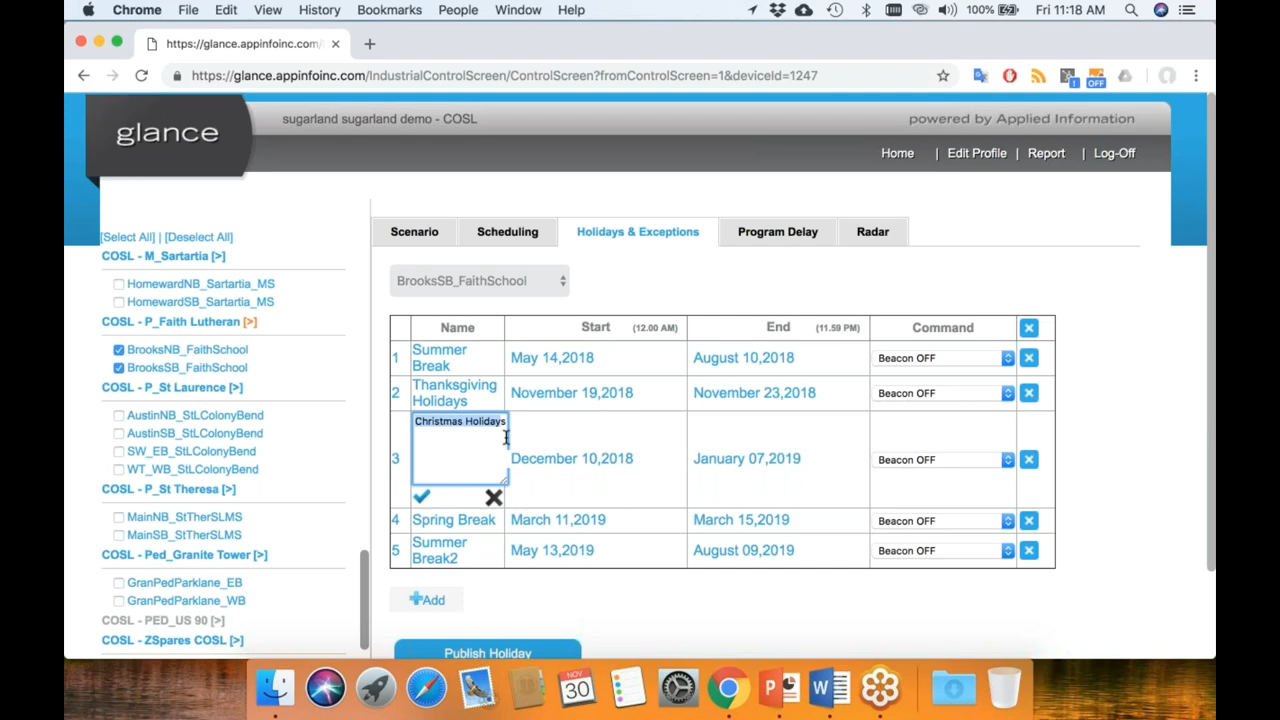 Chrome File Edit View History Bookmarks People Window Help 100% Fri 11:18 AM
https://glance.appinfoinc.com/
https://glance.appinfoinc.com/IndustrialControlScreen/ControlScreen?fromControlScreen=1&deviceId=1247
OFF
glance
sugarland sugarland demo - COSL
powered by Applied Information
Home | Edit Profile | Report | Log-Off
[Select All] | [Deselect All]
COSL - M_Sartartia [>]
HomewardNB_Sartartia_MS
HomewardSB_Sartartia_MS
COSL - P_Faith Lutheran [>]
BrooksNB_FaithSchool
BrooksSB_FaithSchool
COSL - P_St Laurence [>]
AustinNB_StLColonyBend
AustinSB_StLColonyBend
SW_EB_StLColonyBend
WT_WB_StLColonyBend
COSL - P_St Theresa [>]
MainNB_StTherSLMS
MainSB_StTherSLMS
COSL - Ped_Granite Tower [>]
GranPedParklane_EB
GranPedParklane_WB
COSL - PED_US 90 [>]
COSL - ZSpares COSL [>]
Scenario Scheduling Holidays & Exceptions Program Delay Radar
BrooksSB_FaithSchool
Name Start (12.00 AM) End (11.59 PM) Command
1 Summer Break May 14,2018 August 10,2018 Beacon OFF
2 Thanksgiving Holidays November 19,2018 November 23,2018 Beacon OFF
3 Christmas Holidays December 10,2018 January 07,2019 Beacon OFF
4 Spring Break March 11,2019 March 15,2019 Beacon OFF
5 Summer Break2 May 13,2019 August 09,2019 Beacon OFF
Add
Publish Holiday
NOV
30
P
W